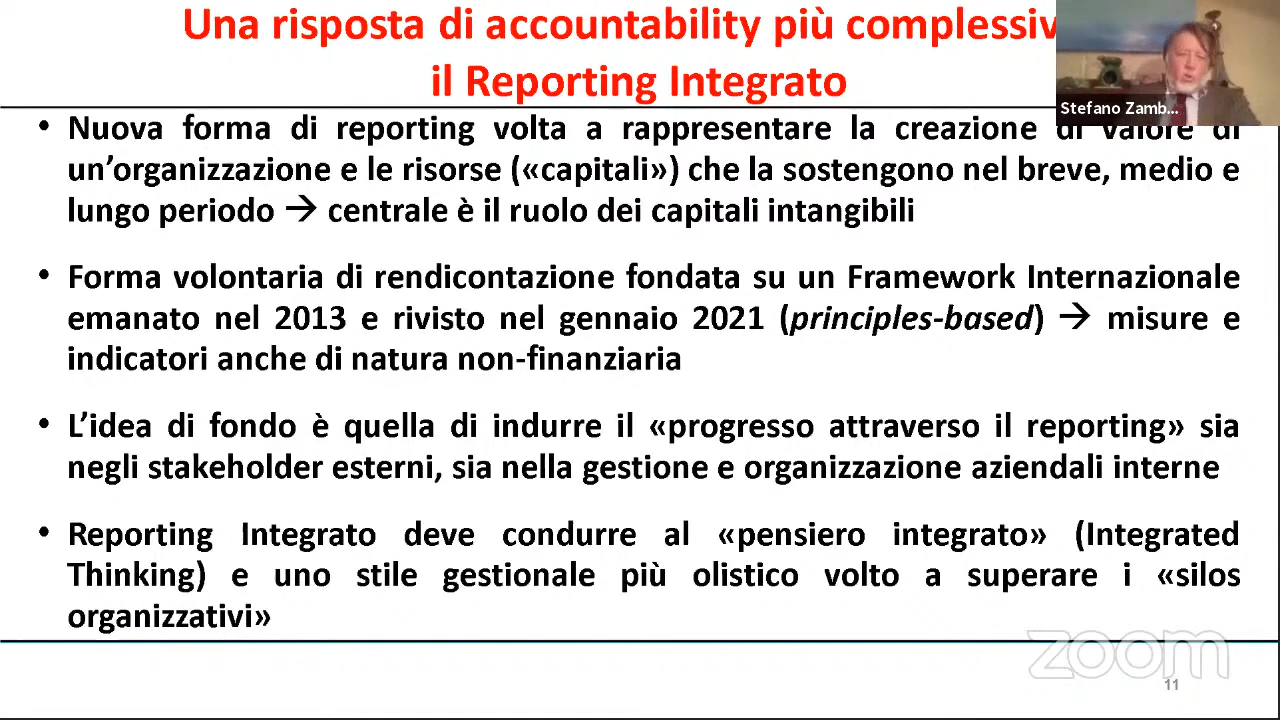 Una risposta di accountability più complessiv
il Reporting Integrato
Stefano Zamb...
• Nuova forma di reporting volta a rappresentare la creazione di valore di
un’organizzazione e le risorse («capitali») che la sostengono nel breve, medio e
lungo periodo → centrale è il ruolo dei capitali intangibili
• Forma volontaria di rendicontazione fondata su un Framework Internazionale
emanato nel 2013 e rivisto nel gennaio 2021 (principles-based) → misure e
indicatori anche di natura non-finanziaria
• L’idea di fondo è quella di indurre il «progresso attraverso il reporting» sia
negli stakeholder esterni, sia nella gestione e organizzazione aziendali interne
• Reporting Integrato deve condurre al «pensiero integrato» (Integrated
Thinking) e uno stile gestionale più olistico volto a superare i «silos
organizzativi»
zoom
11